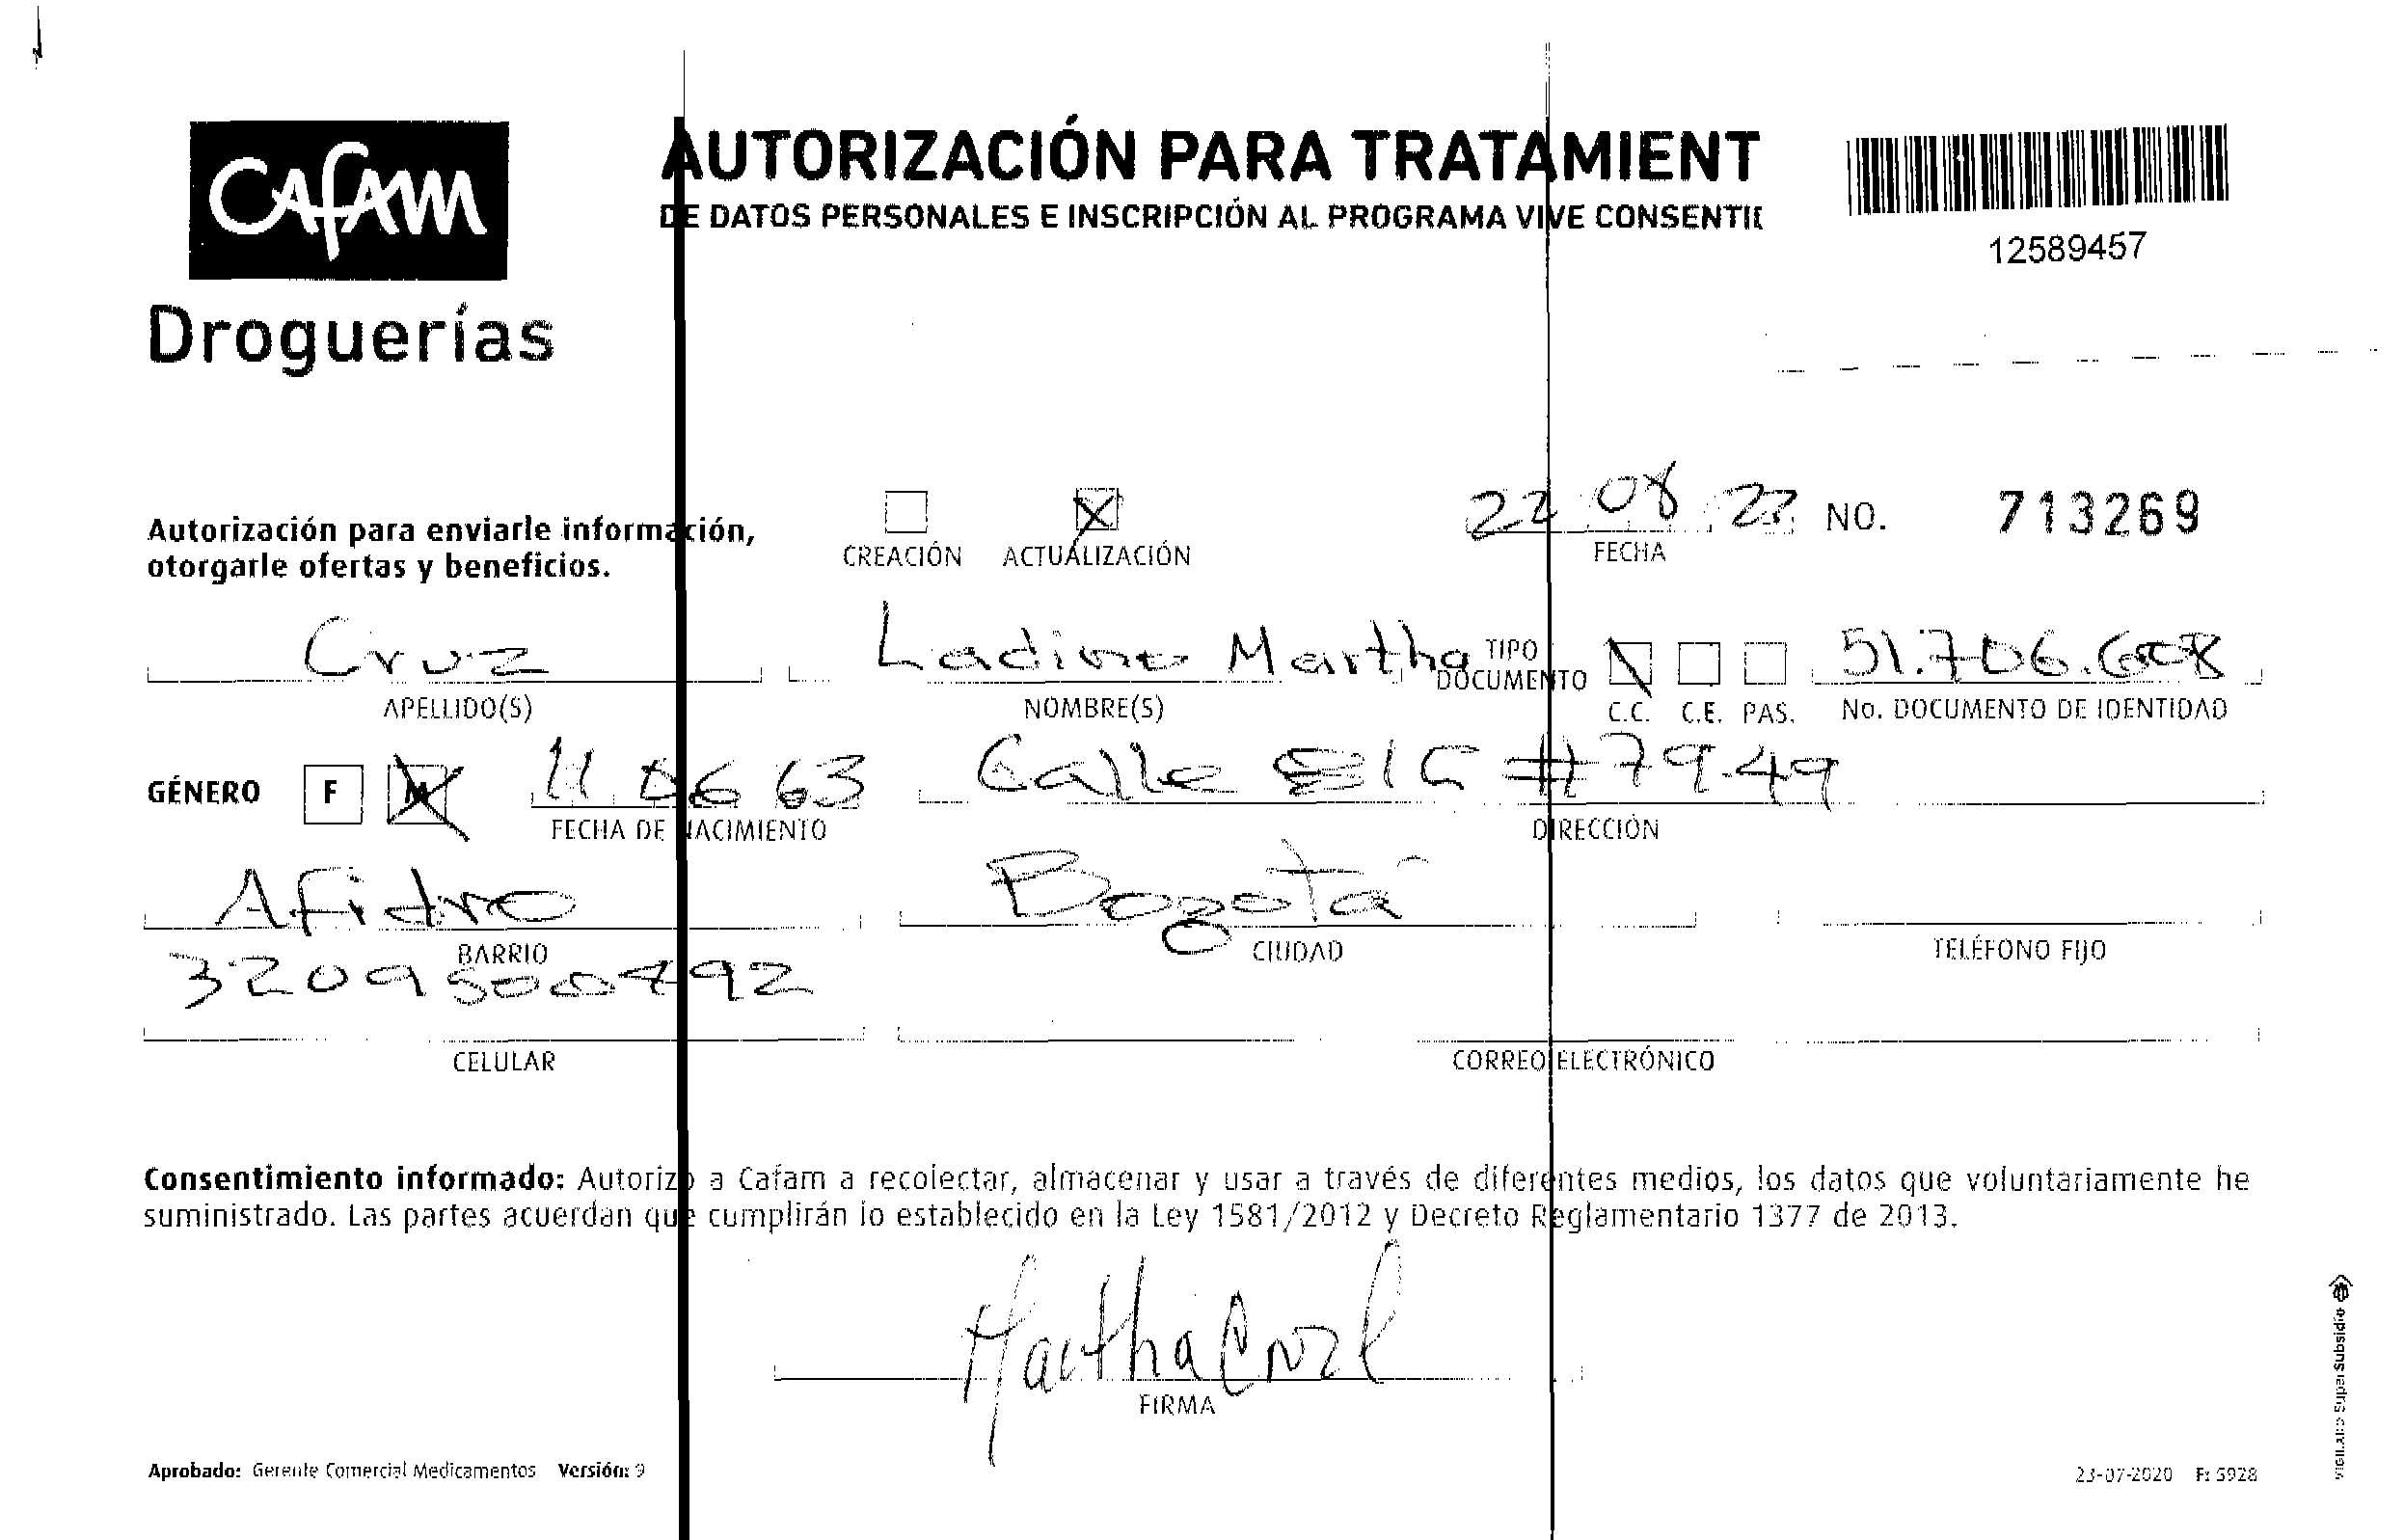 CAFAM
Droguerías
AUTORIZACIÓN PARA TRATAMIENT
DE DATOS PERSONALES E INSCRIPCIÓN AL PROGRAMA VIVE CONSENTI
12589457
Autorización para enviarle información,
otorgarle ofertas y beneficios.
CREACIÓN ACTUALIZACIÓN
22 08 22
FECHA
NO. 713269
Cruz
APELLIDO(S)
Ladino Martha
NOMBRE(S)
TIPO
DOCUMENTO
C.C. C.E. PAS.
51.706.608
No. DOCUMENTO DE IDENTIDAD
GÉNERO F M
11 06 63
FECHA DE NACIMIENTO
Calle #79-49
DIRECCIÓN
Afidro
BARRIO
Bogotá
CIUDAD
TELÉFONO FIJO
3209500492
CELULAR
CORREO ELECTRÓNICO
Consentimiento informado: Autorizo a Cafam a recolectar, almacenar y usar a través de diferentes medios, los datos que voluntariamente he
suministrado. Las partes acuerdan que cumplirán lo establecido en la Ley 1581/2012 y Decreto Reglamentario 1377 de 2013.
Martha Cruz
FIRMA
Aprobado: Gerente Comercial Medicamentos Versión: 9
23-07-2020 F: 5928
VIGILADO SuperSubsidio